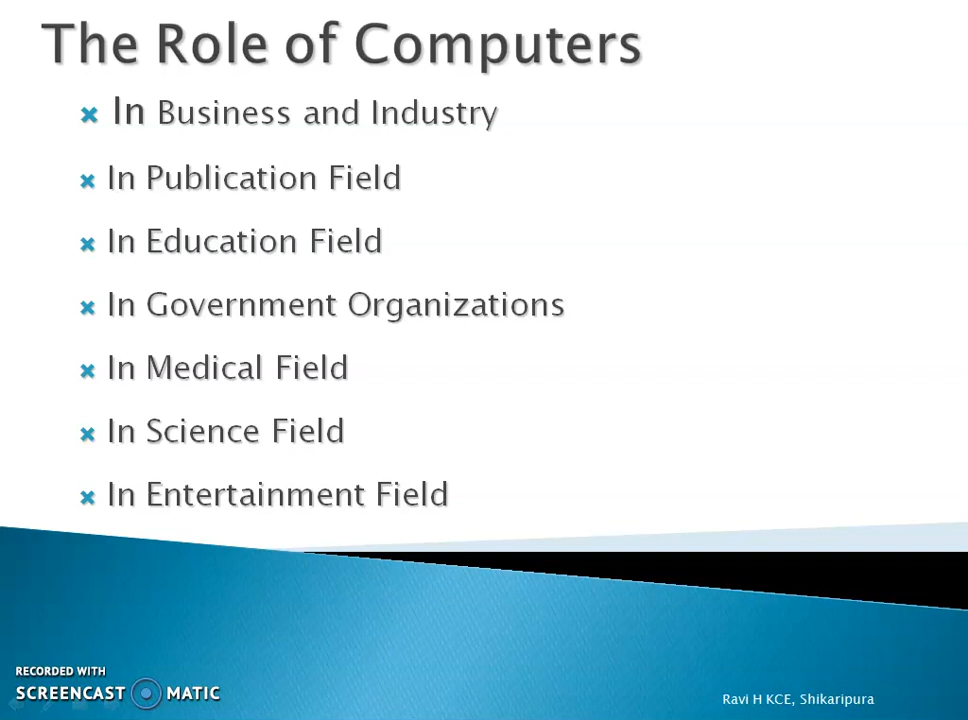 The Role of Computers
In Business and Industry
In Publication Field
In Education Field
In Government Organizations
In Medical Field
In Science Field
In Entertainment Field
RECORDED WITH
SCREENCAST MATIC
Ravi H KCE, Shikaripura